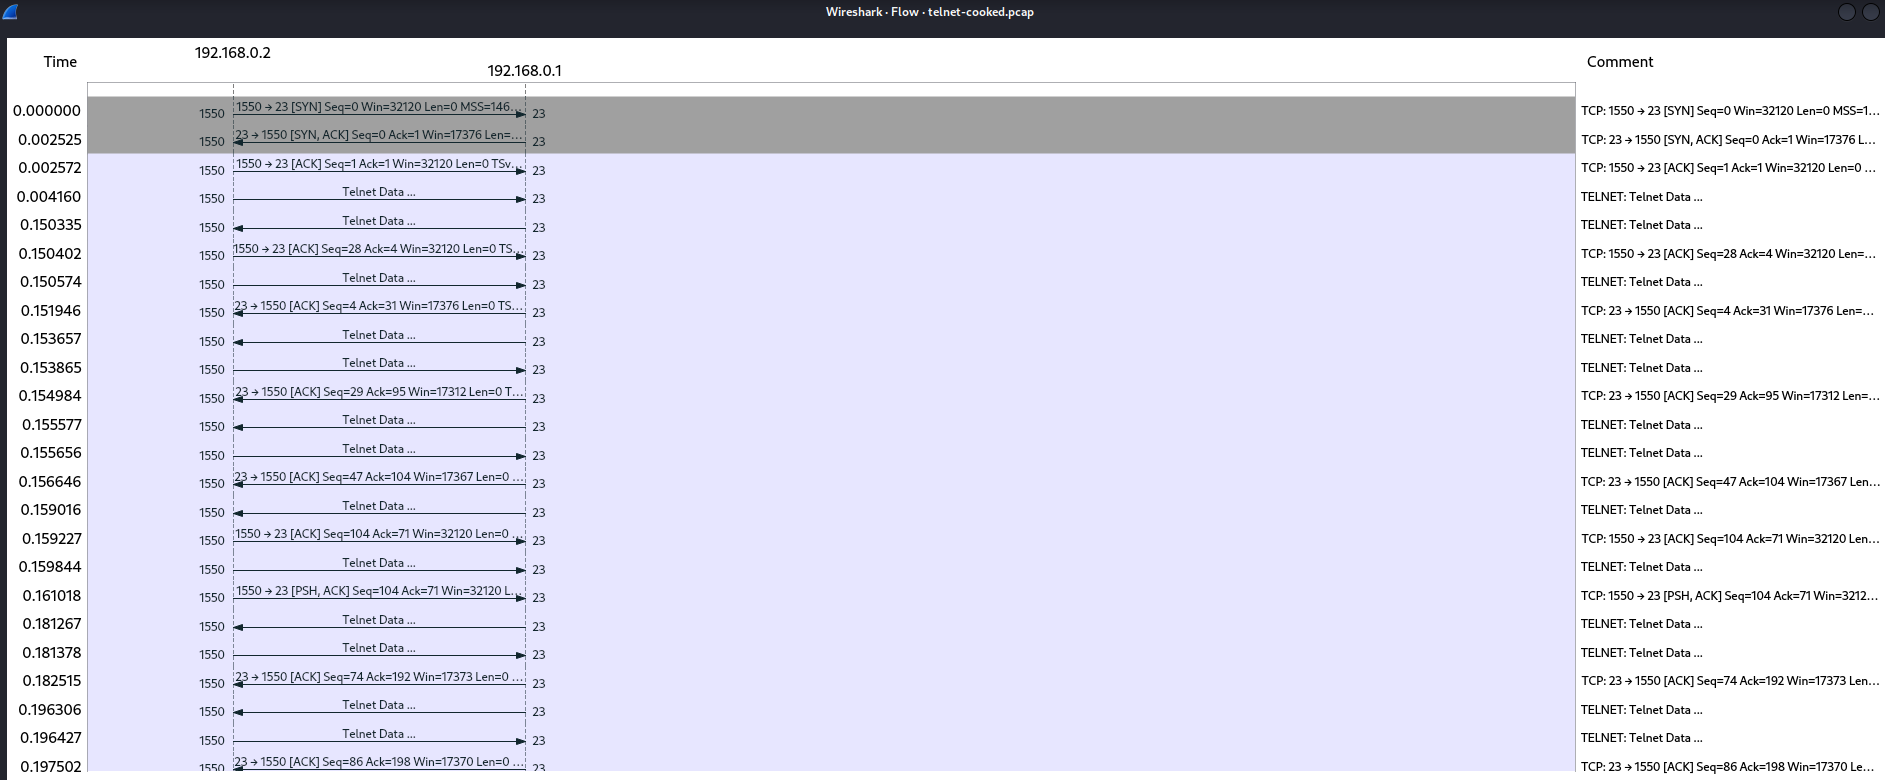 Wireshark · Flow · telnet-cooked.pcap
192.168.0.2
Time Comment
192.168.0.1
0.000000 1550 1550 → 23 [SYN] Seq=0 Win=32120 Len=0 MSS=146... 23 TCP: 1550 → 23 [SYN] Seq=0 Win=32120 Len=0 MSS=1...
0.002525 1550 23 → 1550 [SYN, ACK] Seq=0 Ack=1 Win=17376 Len=... 23 TCP: 23 → 1550 [SYN, ACK] Seq=0 Ack=1 Win=17376 L...
0.002572 1550 1550 → 23 [ACK] Seq=1 Ack=1 Win=32120 Len=0 TSv... 23 TCP: 1550 → 23 [ACK] Seq=1 Ack=1 Win=32120 Len=0 ...
0.004160 1550 Telnet Data ... 23 TELNET: Telnet Data ...
0.150335 1550 Telnet Data ... 23 TELNET: Telnet Data ...
0.150402 1550 1550 → 23 [ACK] Seq=28 Ack=4 Win=32120 Len=0 TS... 23 TCP: 1550 → 23 [ACK] Seq=28 Ack=4 Win=32120 Len=...
0.150574 1550 Telnet Data ... 23 TELNET: Telnet Data ...
0.151946 1550 23 → 1550 [ACK] Seq=4 Ack=31 Win=17376 Len=0 TS... 23 TCP: 23 → 1550 [ACK] Seq=4 Ack=31 Win=17376 Len=...
0.153657 1550 Telnet Data ... 23 TELNET: Telnet Data ...
0.153865 1550 Telnet Data ... 23 TELNET: Telnet Data ...
0.154984 1550 23 → 1550 [ACK] Seq=29 Ack=95 Win=17312 Len=0 T... 23 TCP: 23 → 1550 [ACK] Seq=29 Ack=95 Win=17312 Len=...
0.155577 1550 Telnet Data ... 23 TELNET: Telnet Data ...
0.155656 1550 Telnet Data ... 23 TELNET: Telnet Data ...
0.156646 1550 23 → 1550 [ACK] Seq=47 Ack=104 Win=17367 Len=0 ... 23 TCP: 23 → 1550 [ACK] Seq=47 Ack=104 Win=17367 Len...
0.159016 1550 Telnet Data ... 23 TELNET: Telnet Data ...
0.159227 1550 1550 → 23 [ACK] Seq=104 Ack=71 Win=32120 Len=0 ... 23 TCP: 1550 → 23 [ACK] Seq=104 Ack=71 Win=32120 Len...
0.159844 1550 Telnet Data ... 23 TELNET: Telnet Data ...
0.161018 1550 1550 → 23 [PSH, ACK] Seq=104 Ack=71 Win=32120 L... 23 TCP: 1550 → 23 [PSH, ACK] Seq=104 Ack=71 Win=3212...
0.181267 1550 Telnet Data ... 23 TELNET: Telnet Data ...
0.181378 1550 Telnet Data ... 23 TELNET: Telnet Data ...
0.182515 1550 23 → 1550 [ACK] Seq=74 Ack=192 Win=17373 Len=0 ... 23 TCP: 23 → 1550 [ACK] Seq=74 Ack=192 Win=17373 Len...
0.196306 1550 Telnet Data ... 23 TELNET: Telnet Data ...
0.196427 1550 Telnet Data ... 23 TELNET: Telnet Data ...
0.197502 1550 23 → 1550 [ACK] Seq=86 Ack=198 Win=17370 Len=0 ... 23 TCP: 23 → 1550 [ACK] Seq=86 Ack=198 Win=17370 Le...